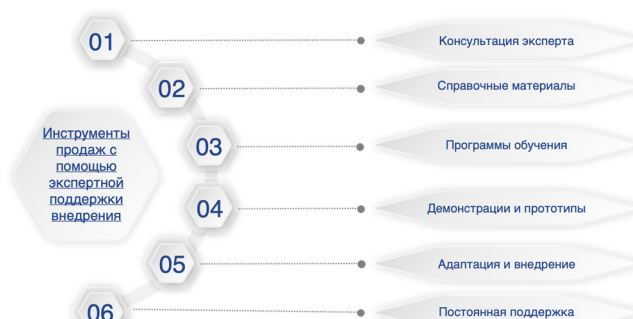 01
Консультация эксперта
02
Справочные материалы
Инструменты
продаж с
помощью
экспертной
поддержки
внедрения
03
Программы обучения
04
Демонстрации и прототипы
05
Адаптация и внедрение
06
Постоянная поддержка